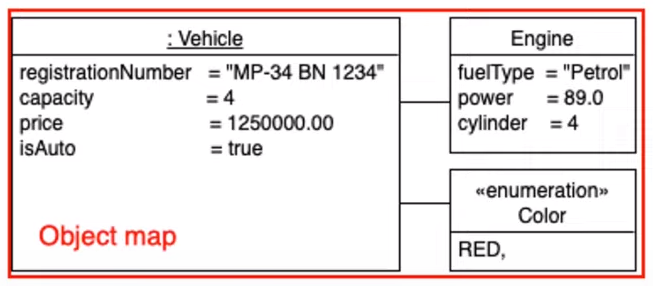 : Vehicle
registrationNumber = "MP-34 BN 1234"
capacity = 4
price = 1250000.00
isAuto = true
Object map
Engine
fuelType = "Petrol"
power = 89.0
cylinder = 4
«enumeration»
Color
RED,